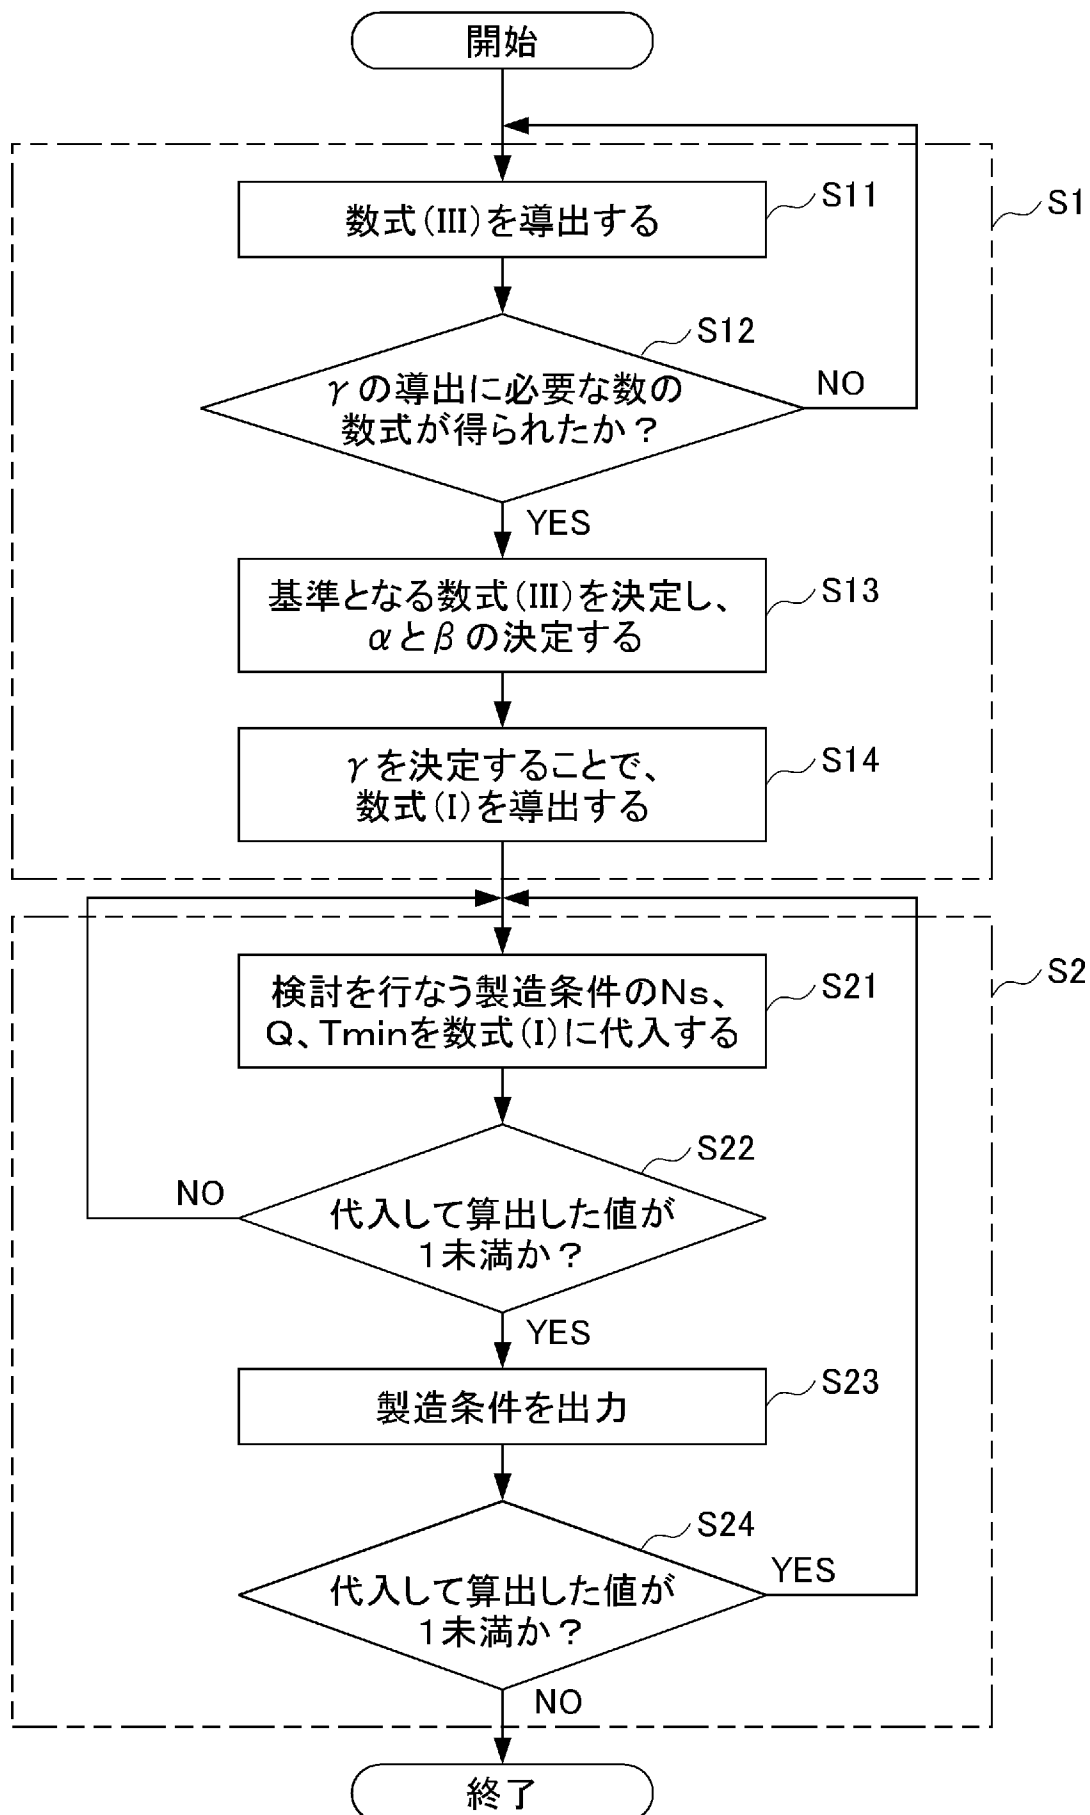 開始
数式(III)を導出する
S11
S1
γの導出に必要な数の
数式が得られたか？
S12
NO
YES
基準となる数式(III)を決定し、
αとβの決定する
S13
γを決定することで、
数式(I)を導出する
S14
検討を行なう製造条件のNs、
Q、Tminを数式(I)に代入する
S21
S2
代入して算出した値が
1未満か？
S22
NO
YES
製造条件を出力
S23
代入して算出した値が
1未満か？
S24
YES
NO
終了